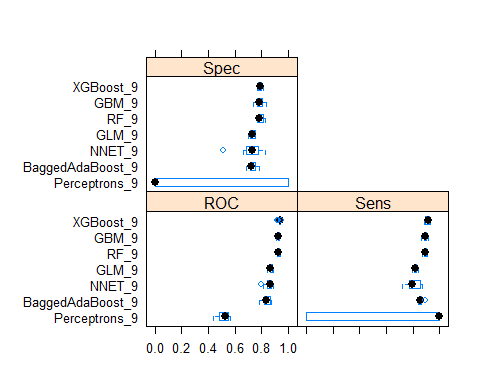 Spec
XGBoost_9
GBM_9
RF_9
GLM_9
NNET_9
BaggedAdaBoost_9
Perceptrons_9
ROC Sens
XGBoost_9
GBM_9
RF_9
GLM_9
NNET_9
BaggedAdaBoost_9
Perceptrons_9
0.0 0.2 0.4 0.6 0.8 1.0